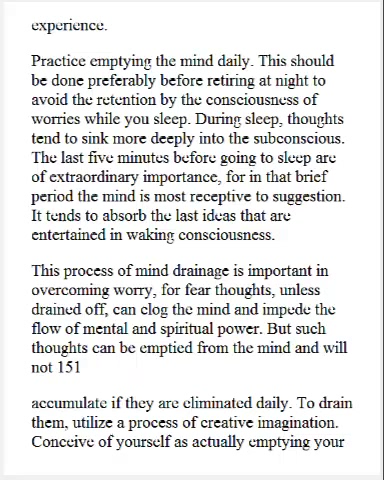 experience.
Practice emptying the mind daily. This should
be done preferably before retiring at night to
avoid the retention by the consciousness of
worries while you sleep. During sleep, thoughts
tend to sink more deeply into the subconscious.
The last five minutes before going to sleep are
of extraordinary importance, for in that brief
period the mind is most receptive to suggestion.
It tends to absorb the last ideas that are
entertained in waking consciousness.
This process of mind drainage is important in
overcoming worry, for fear thoughts, unless
drained off, can clog the mind and impede the
flow of mental and spiritual power. But such
thoughts can be emptied from the mind and will
not 151
accumulate if they are eliminated daily. To drain
them, utilize a process of creative imagination.
Conceive of yourself as actually emptying your